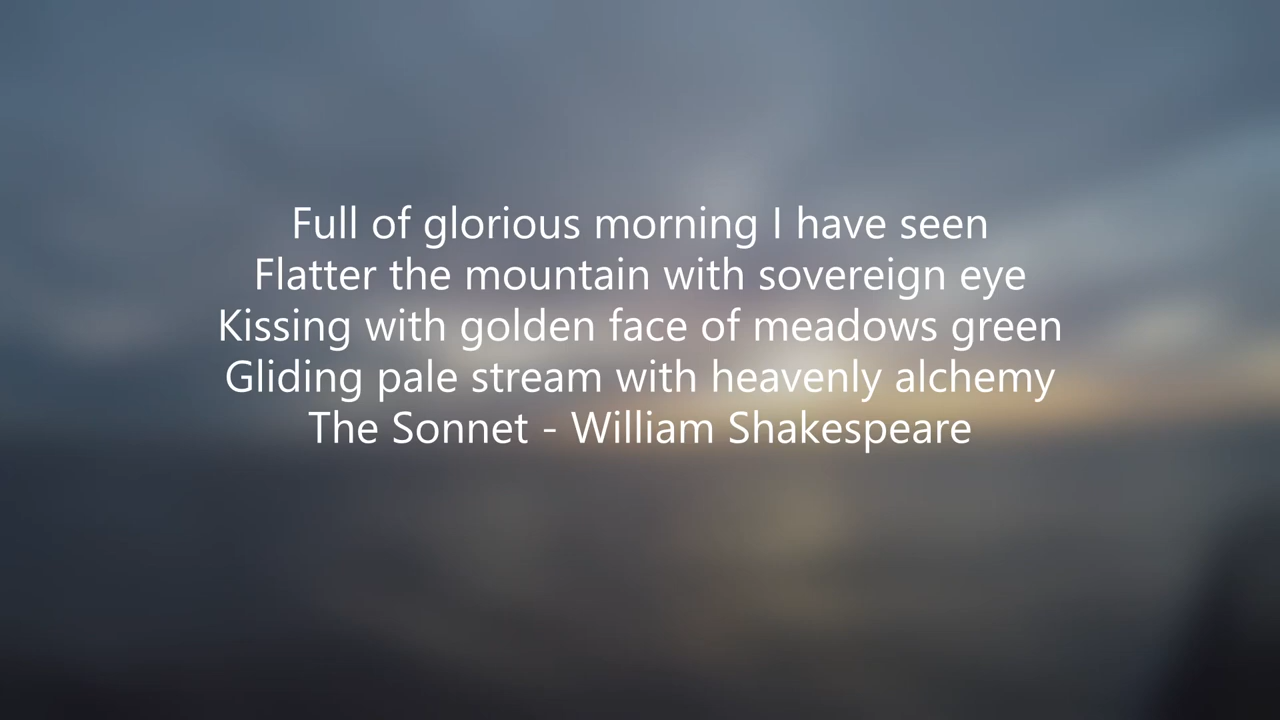 Full of glorious morning I have seen
Flatter the mountain with sovereign eye
Kissing with golden face of meadows green
Gliding pale stream with heavenly alchemy
The Sonnet - William Shakespeare